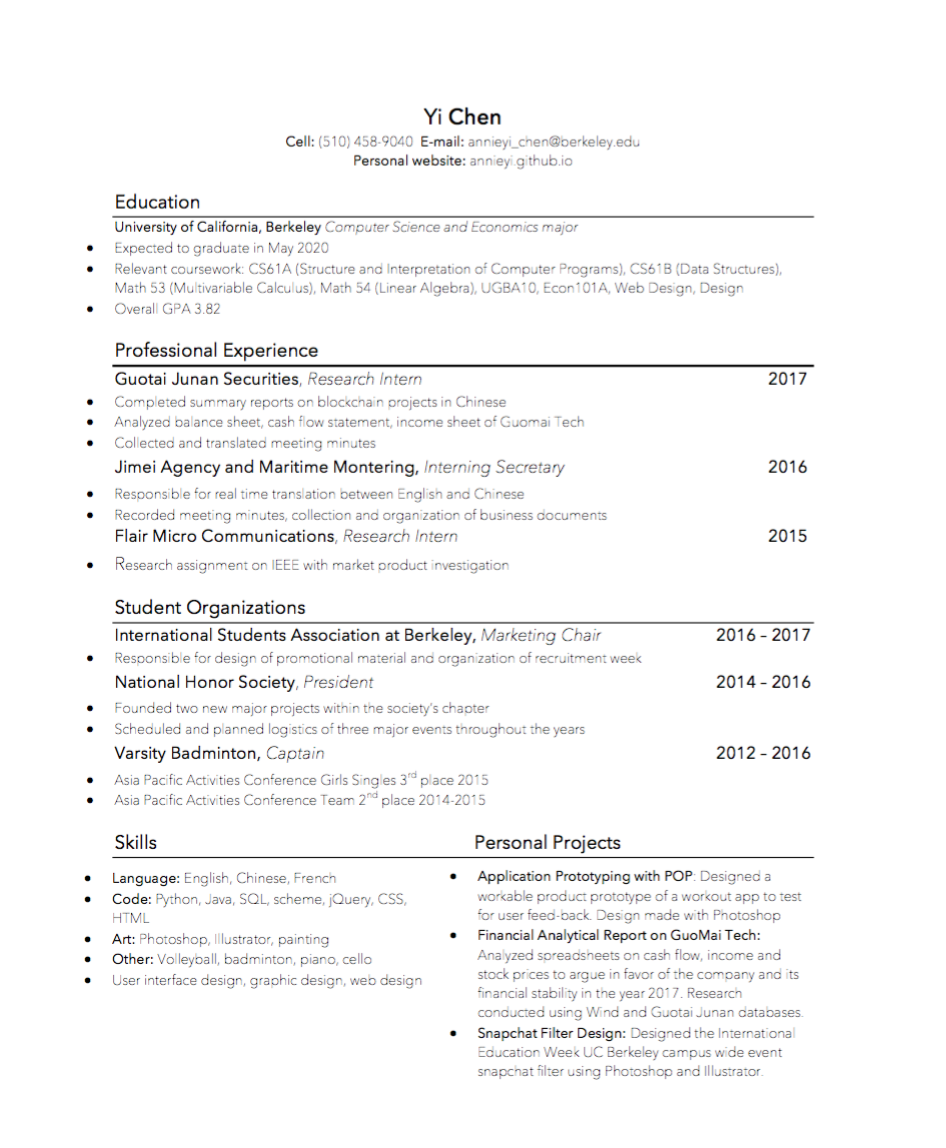 Yi Chen
Cell: (510) 458-9040 E-mail: annieyi_chen@berkeley.edu
Personal website: annieyi.github.io
Education
University of California, Berkeley Computer Science and Economics major
• Expected to graduate in May 2020
• Relevant coursework: CS61A (Structure and Interpretation of Computer Programs), CS61B (Data Structures),
Math 53 (Multivariable Calculus), Math 54 (Linear Algebra), UGBA10, Econ101A, Web Design, Design
• Overall GPA 3.82
Professional Experience
Guotai Junan Securities, Research Intern 2017
• Completed summary reports on blockchain projects in Chinese
• Analyzed balance sheet, cash flow statement, income sheet of Guomai Tech
• Collected and translated meeting minutes
Jimei Agency and Maritime Montering, Interning Secretary 2016
• Responsible for real time translation between English and Chinese
• Recorded meeting minutes, collection and organization of business documents
Flair Micro Communications, Research Intern 2015
• Research assignment on IEEE with market product investigation
Student Organizations
International Students Association at Berkeley, Marketing Chair 2016 - 2017
• Responsible for design of promotional material and organization of recruitment week
National Honor Society, President 2014 - 2016
• Founded two new major projects within the society's chapter
• Scheduled and planned logistics of three major events throughout the years
Varsity Badminton, Captain 2012 - 2016
• Asia Pacific Activities Conference Girls Singles 3rd place 2015
• Asia Pacific Activities Conference Team 2nd place 2014-2015
Skills
• Language: English, Chinese, French
• Code: Python, Java, SQL, scheme, jQuery, CSS,
HTML
• Art: Photoshop, Illustrator, painting
• Other: Volleyball, badminton, piano, cello
• User interface design, graphic design, web design
Personal Projects
• Application Prototyping with POP: Designed a
workable product prototype of a workout app to test
for user feed-back. Design made with Photoshop
• Financial Analytical Report on GuoMai Tech:
Analyzed spreadsheets on cash flow, income and
stock prices to argue in favor of the company and its
financial stability in the year 2017. Research
conducted using Wind and Guotai Junan databases.
• Snapchat Filter Design: Designed the International
Education Week UC Berkeley campus wide event
snapchat filter using Photoshop and Illustrator.